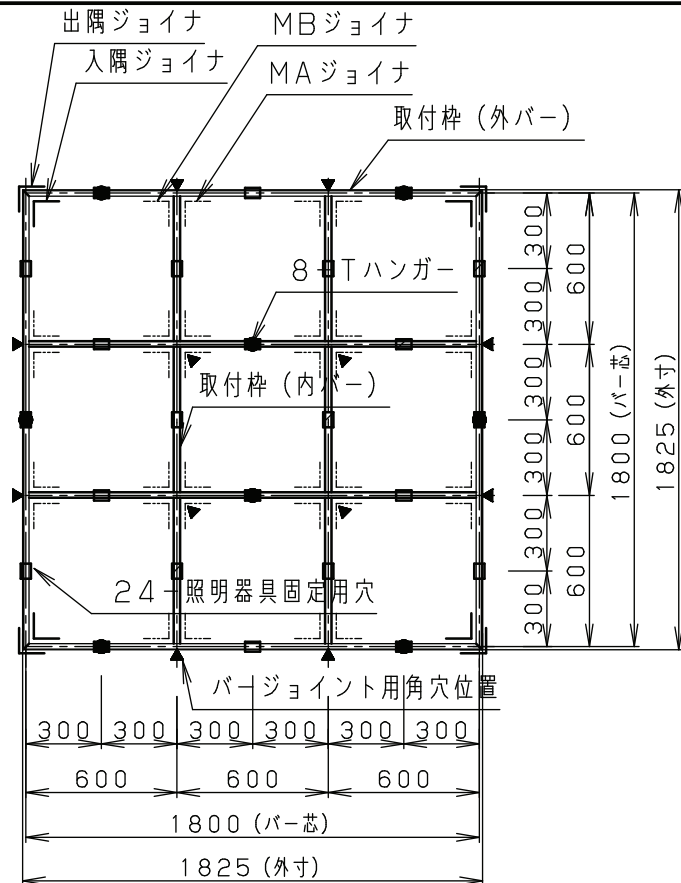 出隅ジョイナ
MBジョイナ
入隅ジョイナ
MAジョイナ
取付枠（外バー）
8-Tハンガー
取付枠（内バー）
24-照明器具固定用穴
バージョイント用角穴位置
300
300
300
300
300
300
600
600
600
1800（バー芯）
1825（外寸）
300
300
300
300
300
300
600
600
600
1800（バー芯）
1825（外寸）